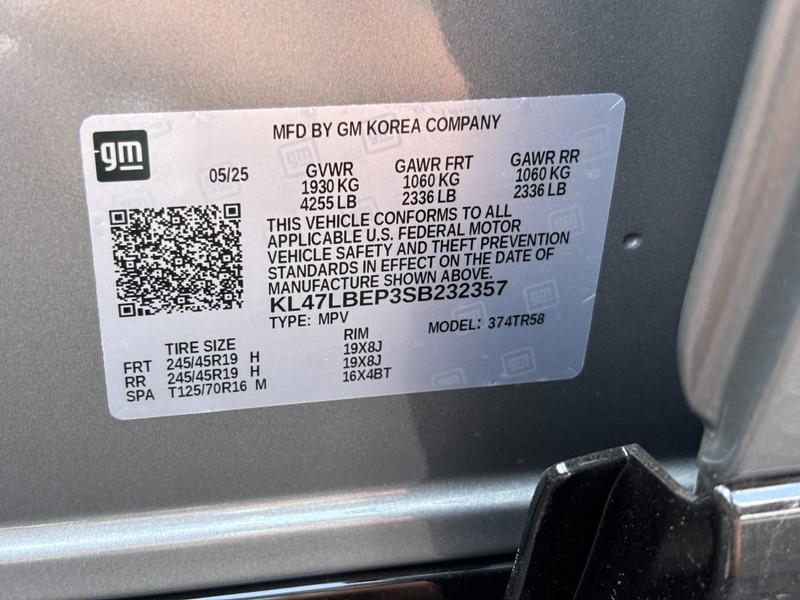 gm
MFD BY GM KOREA COMPANY
05/25
GVWR GAWR FRT GAWR RR
1930 KG 1060 KG 1060 KG
4255 LB 2336 LB 2336 LB
THIS VEHICLE CONFORMS TO ALL
APPLICABLE U.S. FEDERAL MOTOR
VEHICLE SAFETY AND THEFT PREVENTION
STANDARDS IN EFFECT ON THE DATE OF
MANUFACTURE SHOWN ABOVE.
KL47LBEP3SB232357
TYPE: MPV MODEL: 374TR58
TIRE SIZE RIM
FRT 245/45R19 H 19X8J
RR 245/45R19 H 19X8J
SPA T125/70R16 M 16X4BT